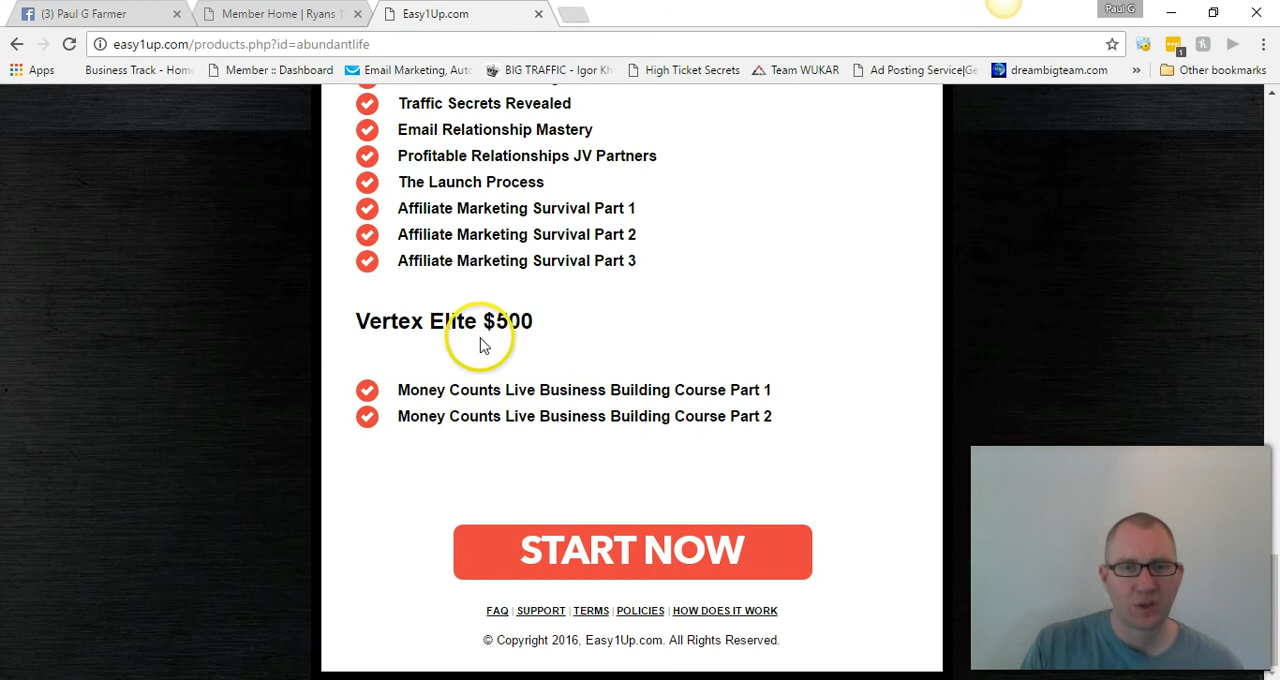 (3) Paul G Farmer
Member Home | Ryans 1
Easy1Up.com
Paul G
easy1up.com/products.php?id=abundantlife
1
Apps
Business Track - Home
Member :: Dashboard
Email Marketing, Auto
BIG TRAFFIC - Igor Kh
High Ticket Secrets
Team WUKAR
Ad Posting Service|Ge
dreambigteam.com
»
Other bookmarks
Traffic Secrets Revealed
Email Relationship Mastery
Profitable Relationships JV Partners
The Launch Process
Affiliate Marketing Survival Part 1
Affiliate Marketing Survival Part 2
Affiliate Marketing Survival Part 3
Vertex Elite $500
Money Counts Live Business Building Course Part 1
Money Counts Live Business Building Course Part 2
START NOW
FAQ | SUPPORT | TERMS | POLICIES | HOW DOES IT WORK
© Copyright 2016, Easy1Up.com. All Rights Reserved.